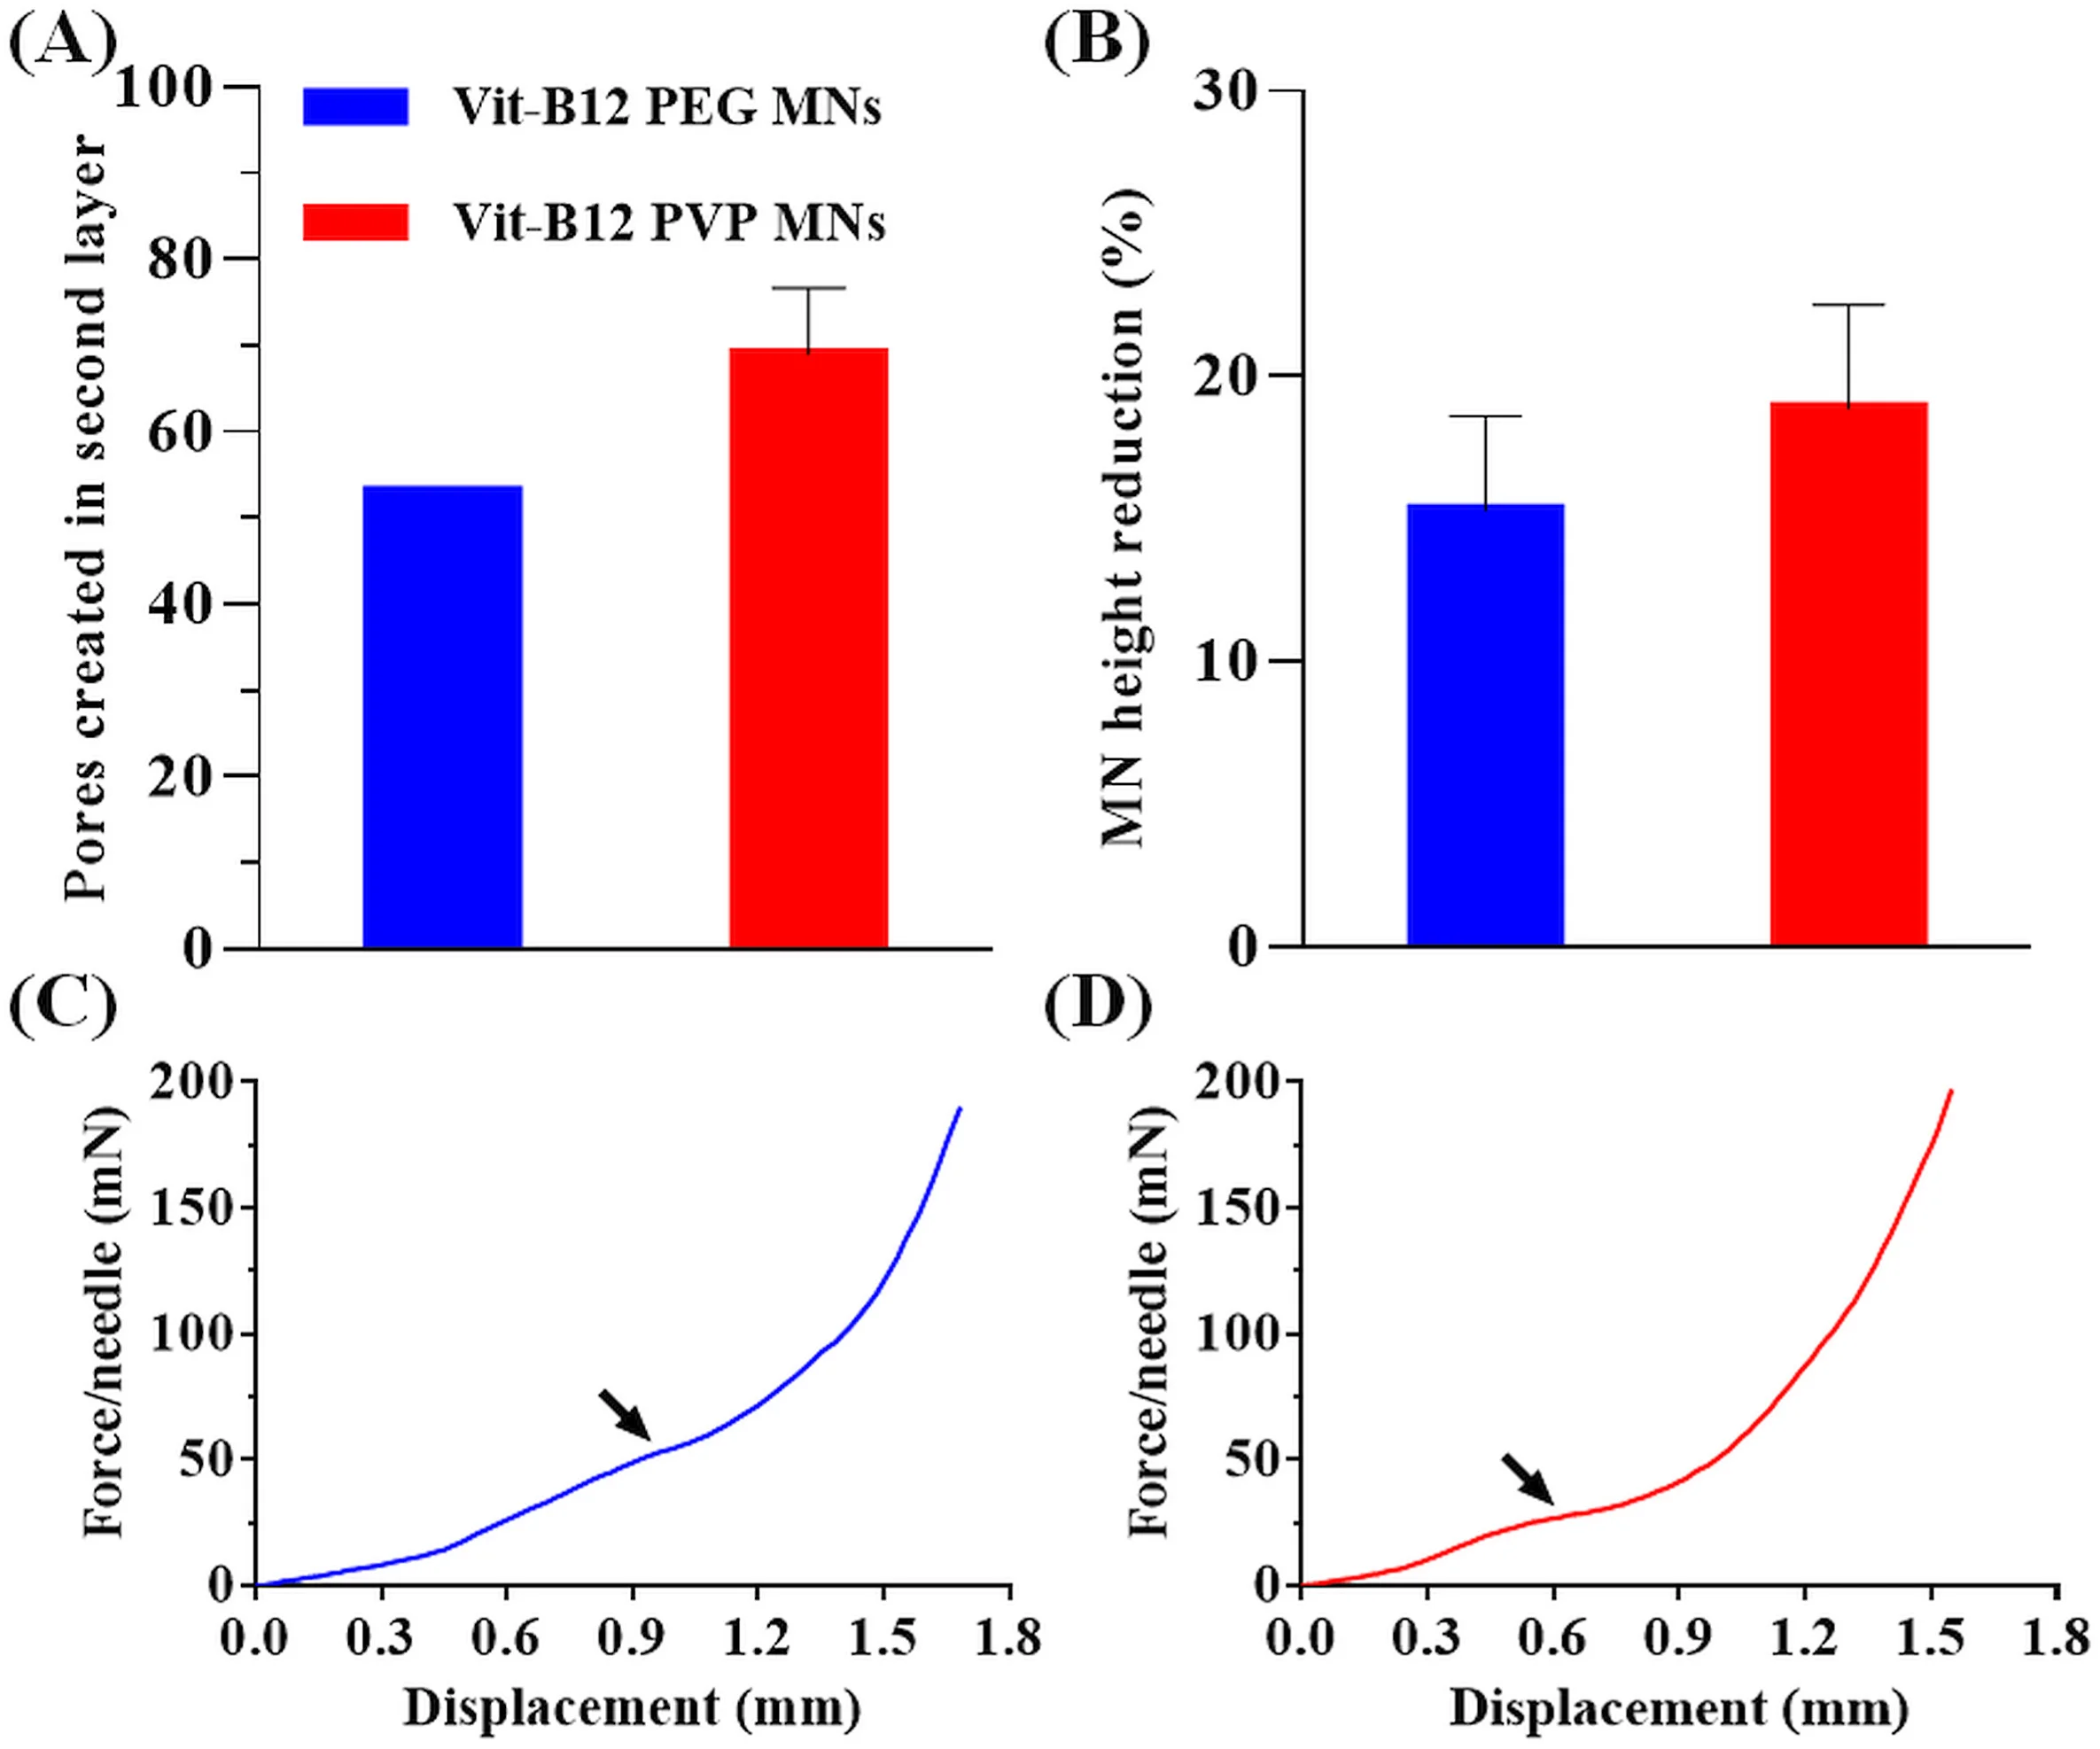 (A)
Pores created in second layer
100
80
60
40
20
0
Vit-B12 PEG MNs
Vit-B12 PVP MNs
(B)
MN height reduction (%)
30
20
10
0
(C)
Force/needle (mN)
200
150
100
50
0
0.0 0.3 0.6 0.9 1.2 1.5 1.8
Displacement (mm)
(D)
Force/needle (mN)
200
150
100
50
0
0.0 0.3 0.6 0.9 1.2 1.5 1.8
Displacement (mm)